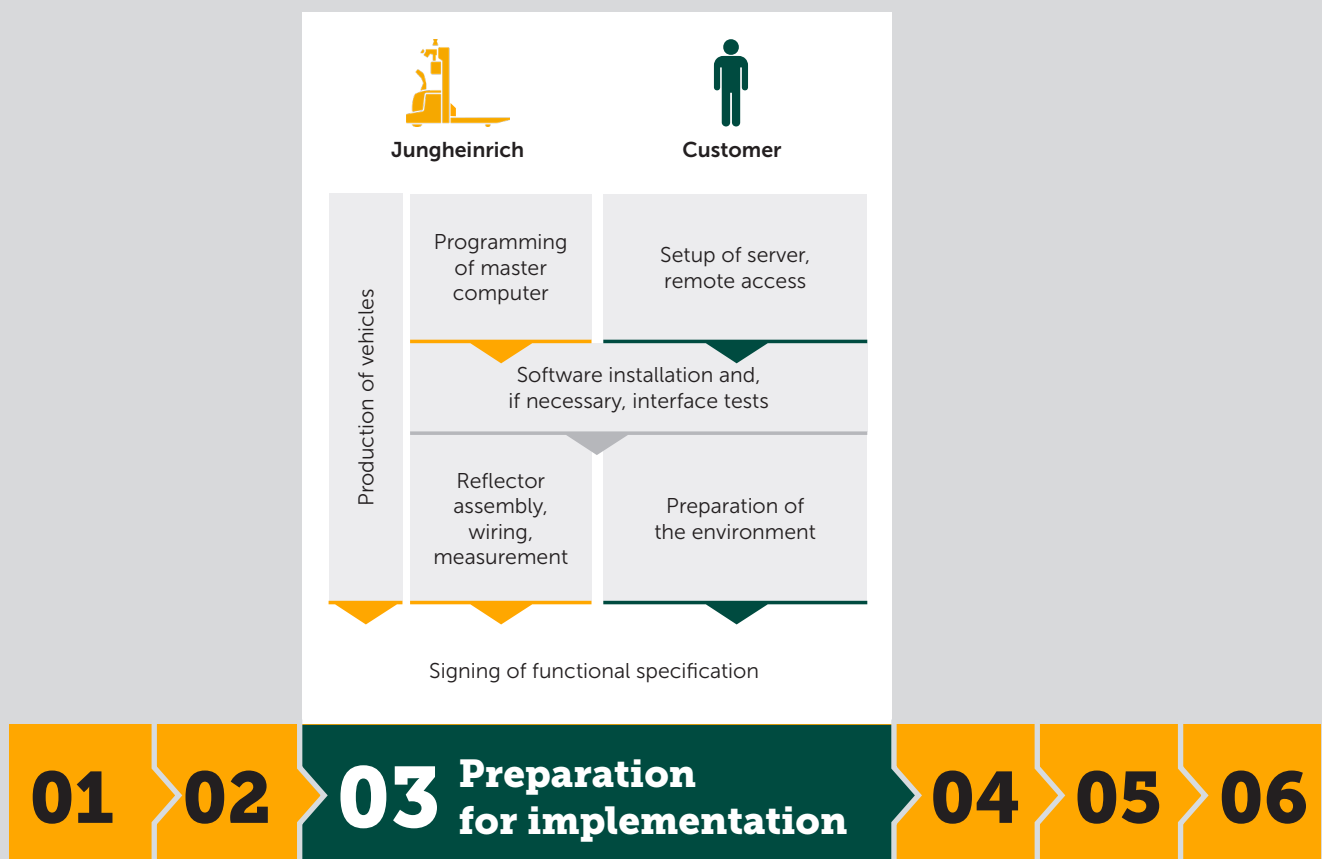 Jungheinrich
Customer
Production of vehicles
Programming
of master
computer
Setup of server,
remote access
Software installation and,
if necessary, interface tests
Reflector
assembly,
wiring,
measurement
Preparation of
the environment
Signing of functional specification
01
02
03
Preparation
for implementation
04
05
06